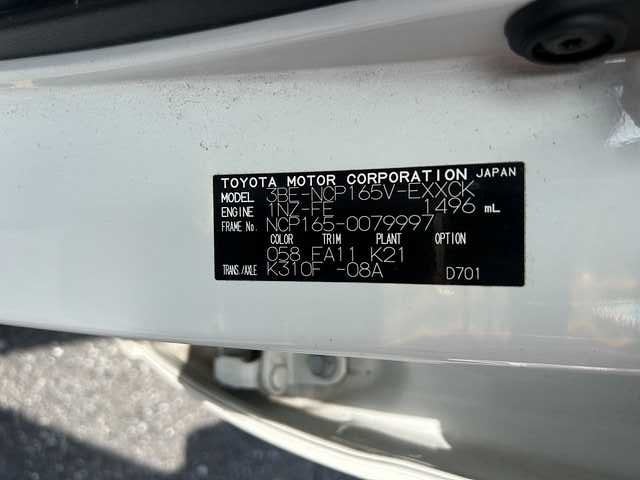 TOYOTA MOTOR CORPORATION JAPAN
MODEL 3BE-NCP165V-EXXCK
ENGINE 1NZ-FE 1496 mL
FRAME No. NCP165-0079997
COLOR TRIM PLANT OPTION
058 FA11 K21
TRANS./AXLE K310F -08A D701